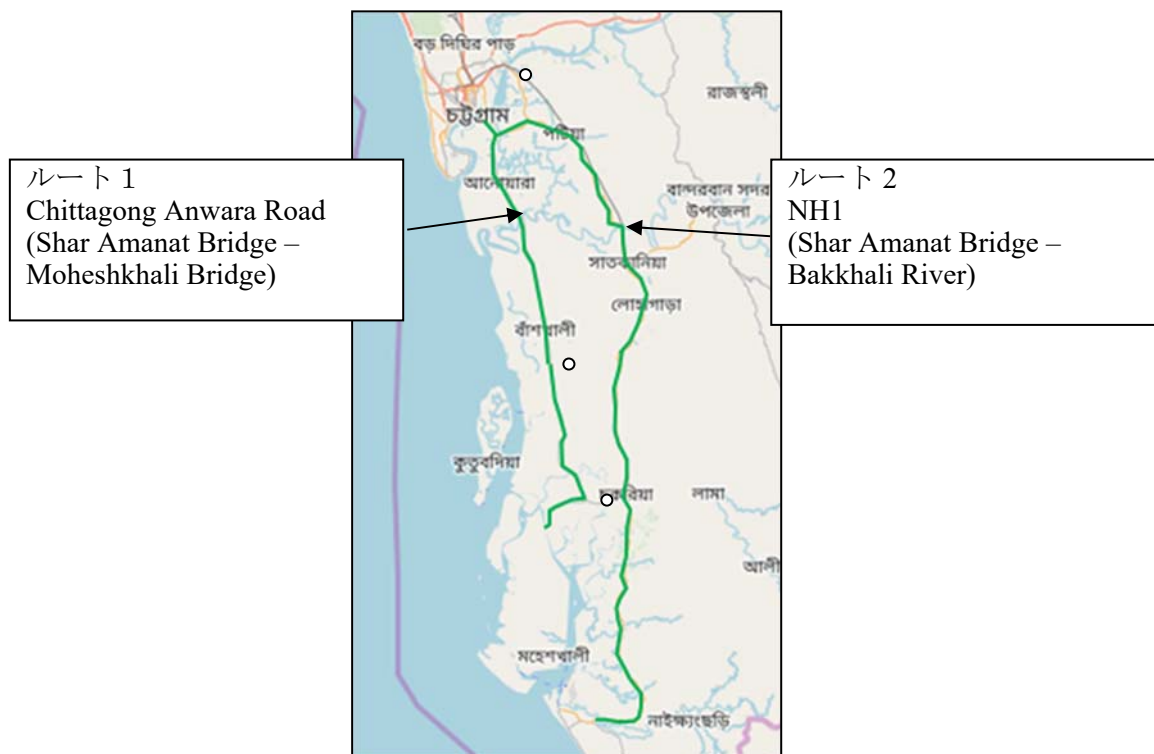 বড় দিঘির পাড়
রাজস্থলী
চট্টগ্রাম
পটিয়া
ルート 1
Chittagong Anwara Road
(Shar Amanat Bridge –
Moheshkhali Bridge)
আনোয়ারা
বান্দরবান সদর
উপজেলা
ルート 2
NH1
(Shar Amanat Bridge –
Bakkhali River)
সাতকানিয়া
লোহাগাড়া
বাঁশখালী
কুতুবদিয়া
চকরিয়া
লামা
আলী
মহেশখালী
নাইক্ষ্যংছড়ি